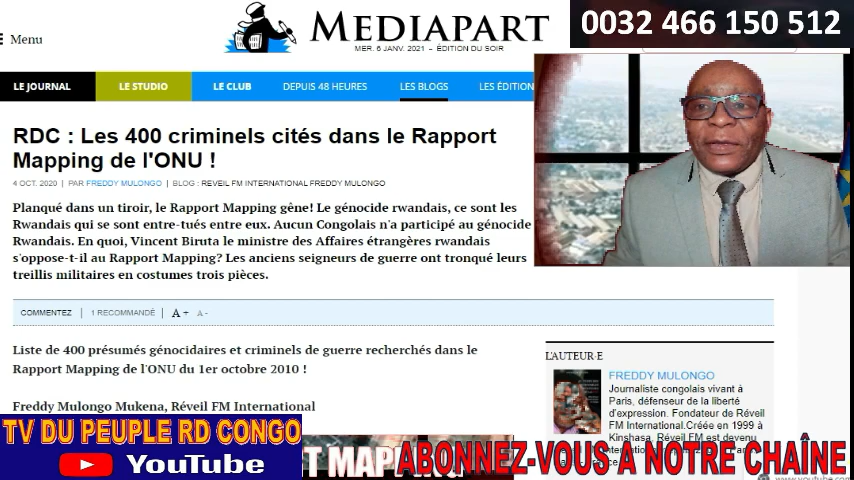 Menu
MEDIAPART
MER. 6 JANV. 2021 - ÉDITION DU SOIR
0032 466 150 512
LE JOURNAL
LE STUDIO
LE CLUB
DEPUIS 48 HEURES
LES BLOGS
LES ÉDITION
RDC : Les 400 criminels cités dans le Rapport
Mapping de l'ONU !
4 OCT. 2020 | PAR FREDDY MULONGO | BLOG : REVEIL FM INTERNATIONAL FREDDY MULONGO
Planqué dans un tiroir, le Rapport Mapping gêne! Le génocide rwandais, ce sont les
Rwandais qui se sont entre-tués entre eux. Aucun Congolais n'a participé au génocide
Rwandais. En quoi, Vincent Biruta le ministre des Affaires étrangères rwandais
s'oppose-t-il au Rapport Mapping? Les anciens seigneurs de guerre ont tronqué leurs
treillis militaires en costumes trois pièces.
COMMENTEZ | 1 RECOMMANDÉ | A + A -
Liste de 400 présumés génocidaires et criminels de guerre recherchés dans le
Rapport Mapping de l'ONU du 1er octobre 2010 !
Freddy Mulongo Mukena, Réveil FM International
L'AUTEUR·E
FREDDY MULONGO
Journaliste congolais vivant à
Paris, défenseur de la liberté
d'expression. Fondateur de Réveil
FM International.Créée en 1999 à
Kinshasa, Réveil FM est devenu
TV DU PEUPLE RD CONGO
YouTube
ABONNEZ-VOUS A NOTRE CHAÎNE